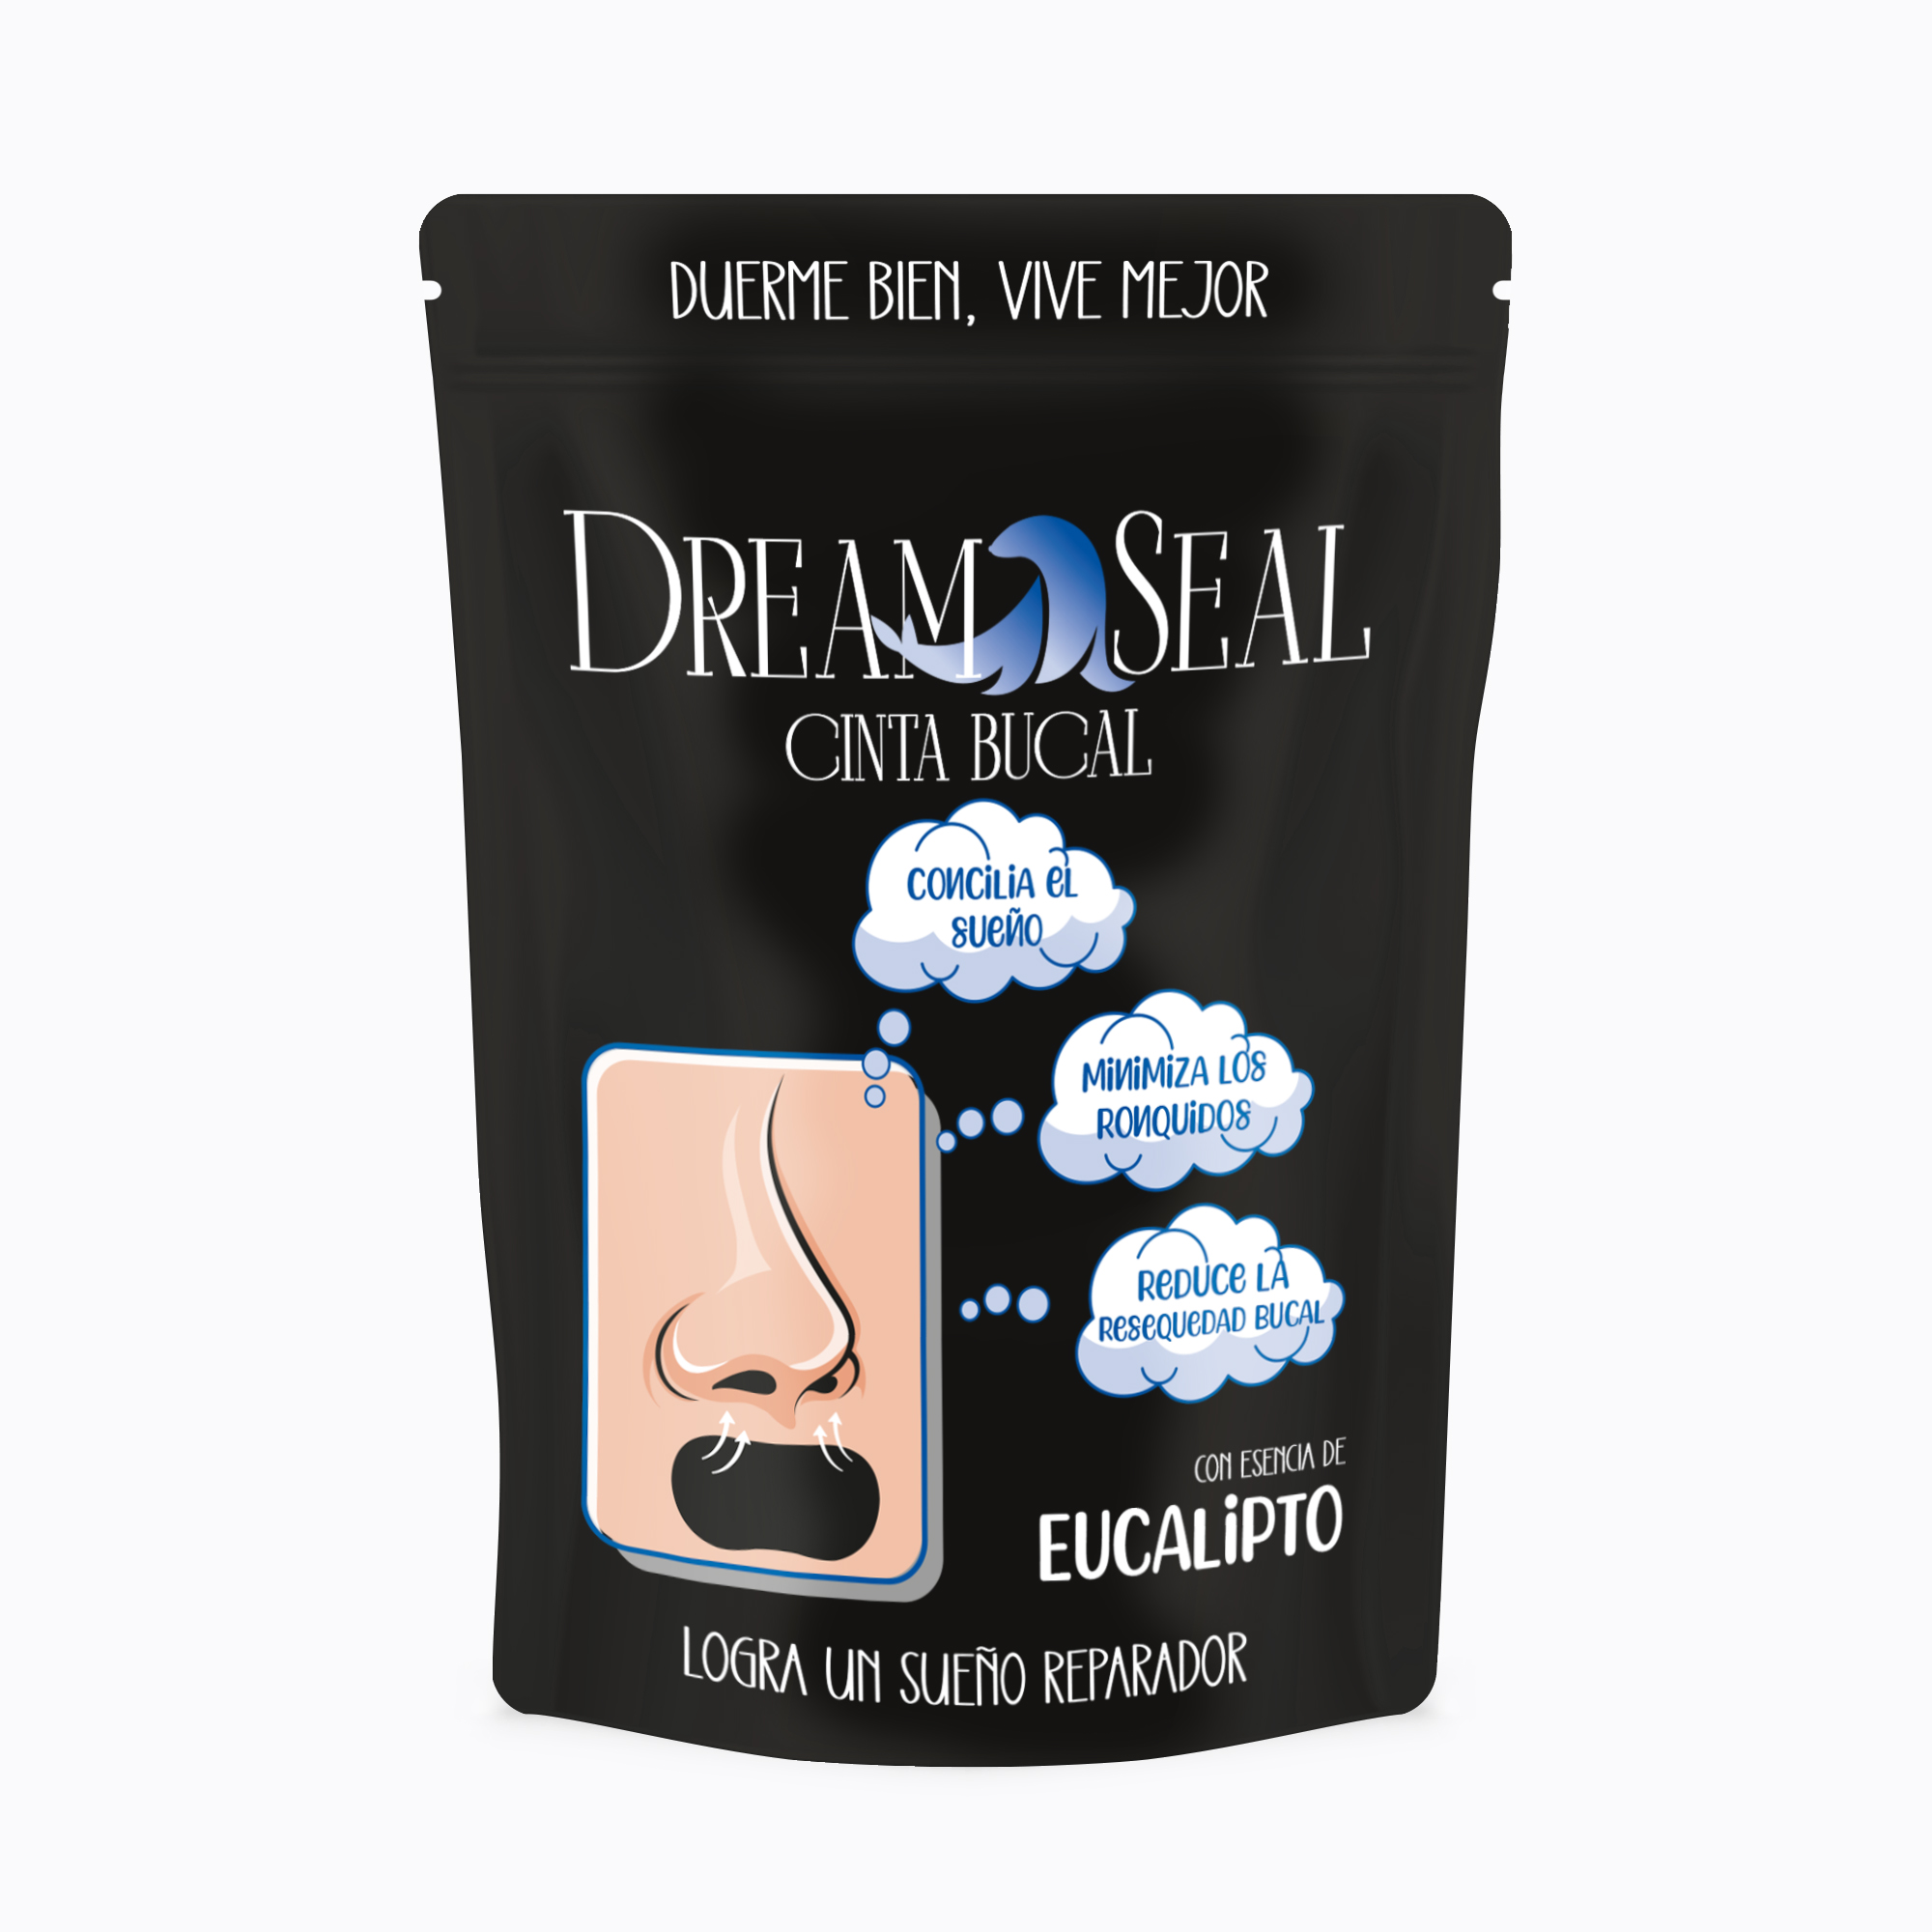 DUERME BIEN, VIVE MEJOR
DREAM SEAL
CINTA BUCAL
CONCILIA EL
SUEÑO
MINIMIZA LOS
RONQUIDOS
REDUCE LA
RESEQUEDAD BUCAL
CON ESENCIA DE
EUCALIPTO
LOGRA UN SUEÑO REPARADOR